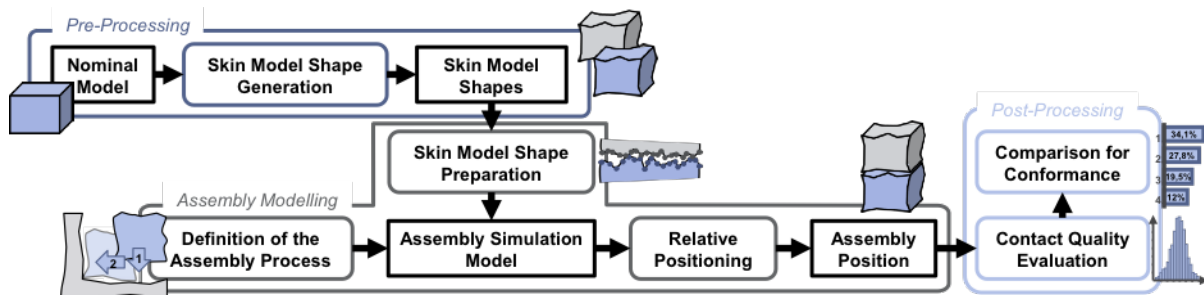 Pre-Processing
Nominal
Model
Skin Model Shape
Generation
Skin Model
Shapes
Skin Model Shape
Preparation
Assembly Modelling
2
1
Definition of the
Assembly Process
Assembly Simulation
Model
Relative
Positioning
Assembly
Position
Post-Processing
Comparison for
Conformance
1 34,1%
2 27,8%
3 19,5%
4 12%
Contact Quality
Evaluation